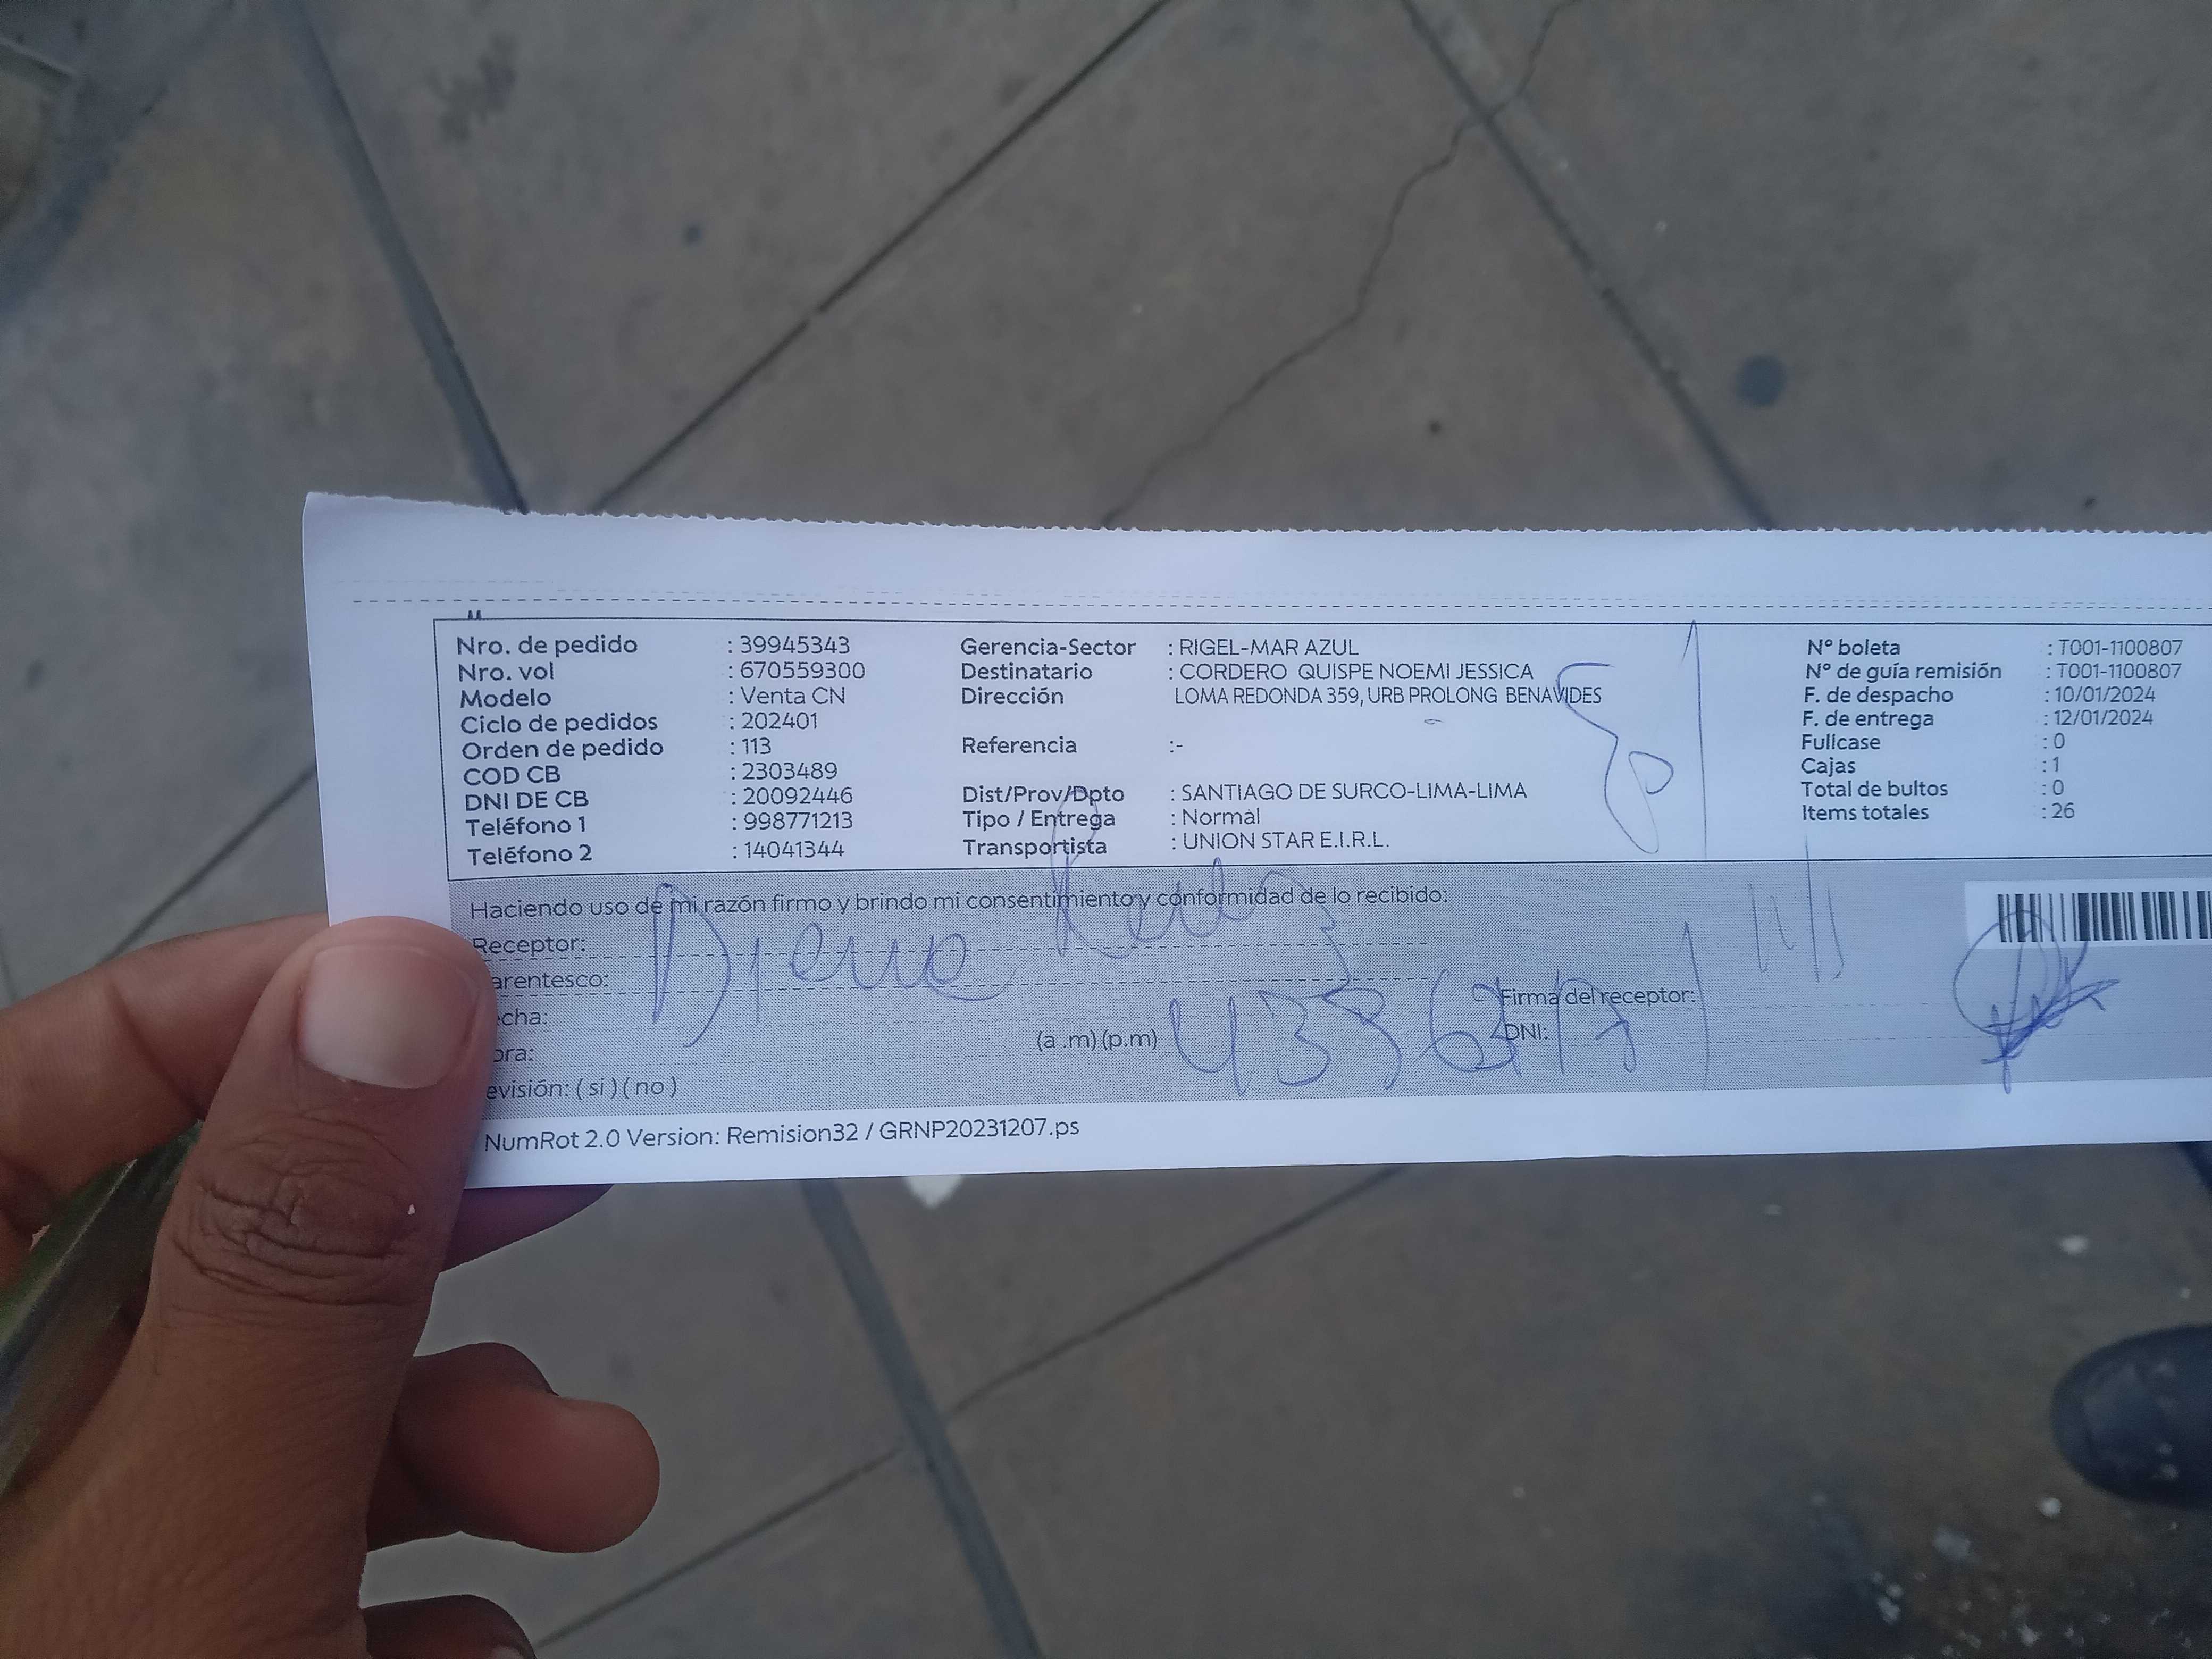 Nro. de pedido : 39945343
Nro. vol : 670559300
Modelo : Venta CN
Ciclo de pedidos : 202401
Orden de pedido : 113
COD CB : 2303489
DNI DE CB : 20092446
Teléfono 1 : 998771213
Teléfono 2 : 14041344
Gerencia-Sector : RIGEL-MAR AZUL
Destinatario : CORDERO QUISPE NOEMI JESSICA
Dirección LOMA REDONDA 359, URB PROLONG BENAVIDES
Referencia :-
Dist/Prov/Dpto : SANTIAGO DE SURCO-LIMA-LIMA
Tipo / Entrega : Normal
Transportista : UNION STAR E.I.R.L.
N° boleta : T001-1100807
N° de guía remisión : T001-1100807
F. de despacho : 10/01/2024
F. de entrega : 12/01/2024
Fullcase : 0
Cajas : 1
Total de bultos : 0
Items totales : 26
Haciendo uso de mi razón firmo y brindo mi consentimiento y conformidad de lo recibido:
Receptor:
arentesco:
echa:
ora: (a .m) (p.m)
Firma del receptor:
DNI:
evisión: ( si ) ( no )
NumRot 2.0 Version: Remision32 / GRNP20231207.ps